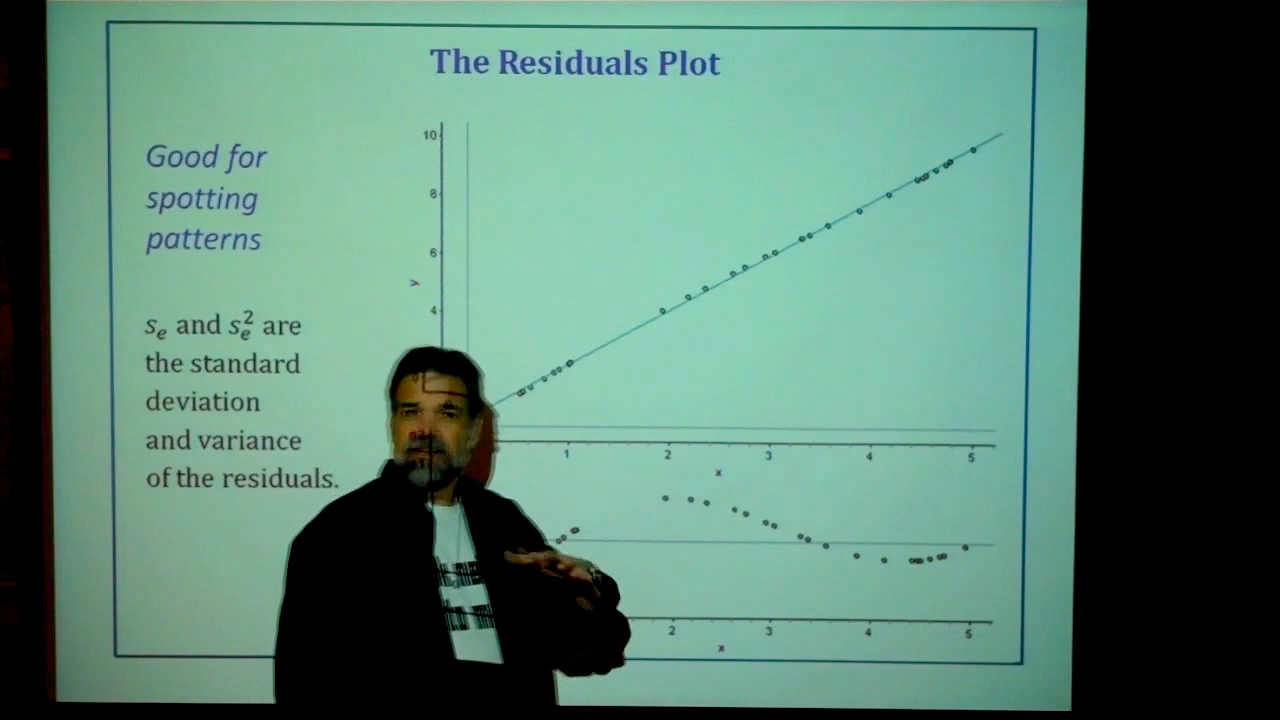 The Residuals Plot
Good for
spotting
patterns
sₑ and sₑ² are
the standard
deviation
and variance
of the residuals.
10
8
6
y
4
1 2 3 4 5
x
2 3 4 5
x